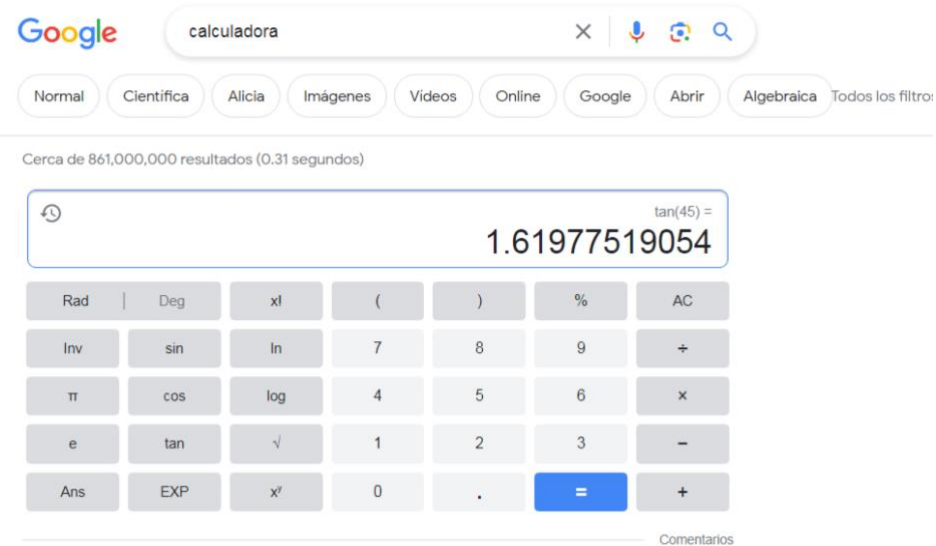 Google calculadora
Normal Científica Alicia Imágenes Videos Online Google Abrir Algebraica Todos los filtros
Cerca de 861,000,000 resultados (0.31 segundos)
tan(45) =
1.61977519054
Rad | Deg x! ( ) % AC
Inv sin ln 7 8 9 ÷
π cos log 4 5 6 ×
e tan √ 1 2 3 −
Ans EXP xʸ 0 . = +
Comentarios